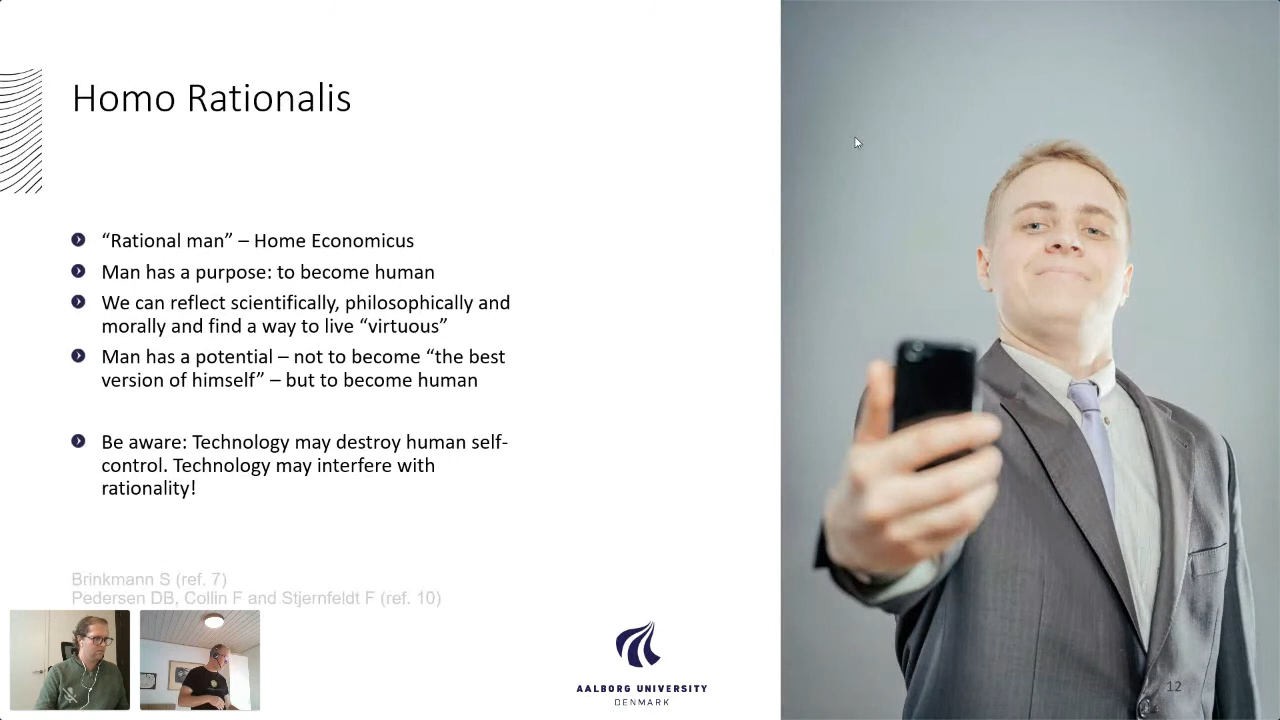 Homo Rationalis
“Rational man” – Home Economicus
Man has a purpose: to become human
We can reflect scientifically, philosophically and
morally and find a way to live “virtuous”
Man has a potential – not to become “the best
version of himself” – but to become human
Be aware: Technology may destroy human self-
control. Technology may interfere with
rationality!
Brinkmann S (ref. 7)
Pedersen DB, Collin F and Stjernfeldt F (ref. 10)
AALBORG UNIVERSITY
DENMARK
12